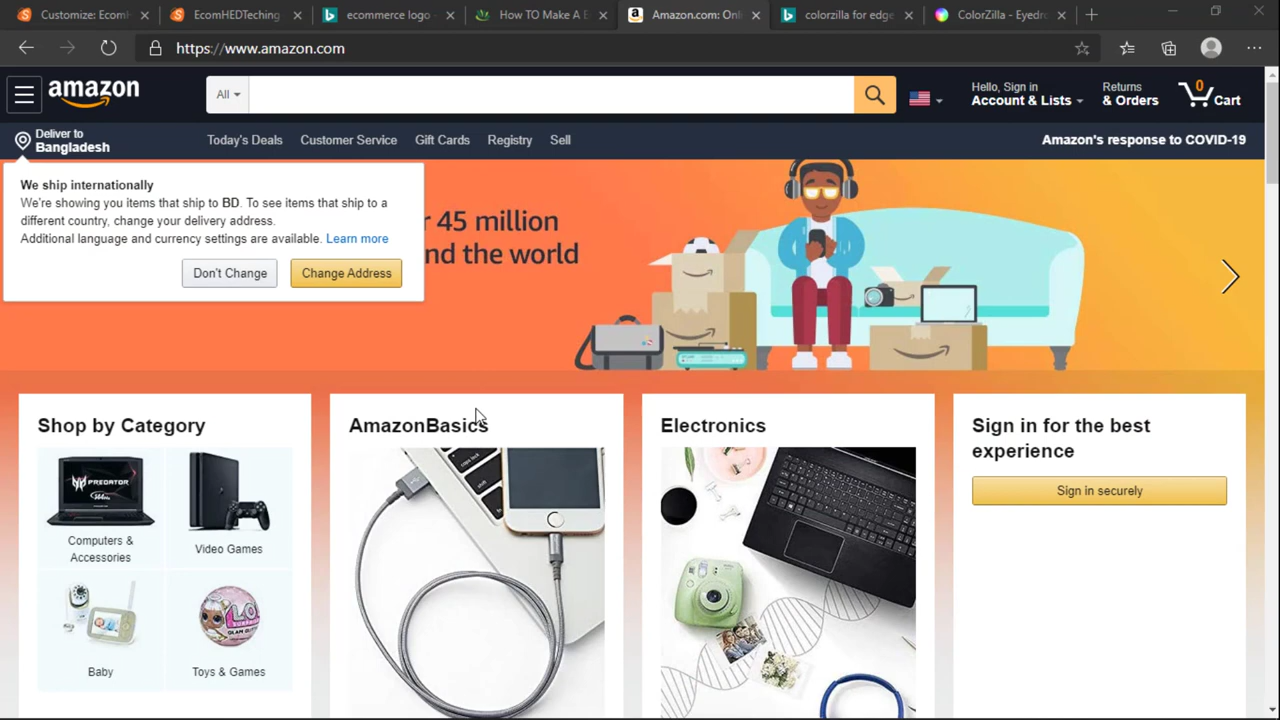 Customize: EcomH
EcomHEDTeching
ecommerce logo -
How TO Make A E
Amazon.com: Onli
colorzilla for edge
ColorZilla - Eyedro
https://www.amazon.com
amazon
All
Hello, Sign in
Account & Lists
Returns
& Orders
0
Cart
Deliver to
Bangladesh
Today's Deals
Customer Service
Gift Cards
Registry
Sell
Amazon's response to COVID-19
We ship internationally
We're showing you items that ship to BD. To see items that ship to a
different country, change your delivery address.
Additional language and currency settings are available. Learn more
Don't Change
Change Address
r 45 million
nd the world
Shop by Category
AmazonBasics
Electronics
Sign in for the best
experience
Sign in securely
PREDATOR
Computers &
Accessories
Video Games
Baby
Toys & Games